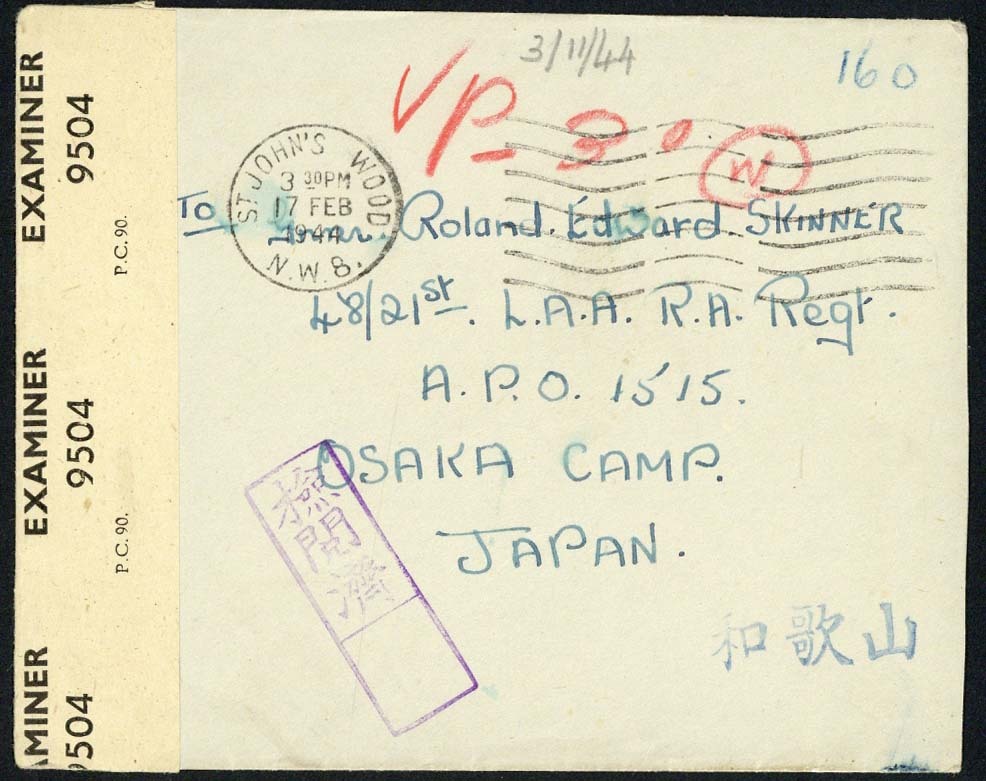 EXAMINER
9504
P.C. 90.
EXAMINER
9504
P.C. 90.
AMINER
9504
3/11/44
160
VP- 30
W
ST JOHN'S WOOD
3 30PM
17 FEB
1944
N.W.8.
To Roland. Edward. SKINNER
48/21st. L.A.A. R.A. Regt.
A.P.O. 1515.
OSAKA CAMP.
JAPAN.
檢閲濟
和歌山